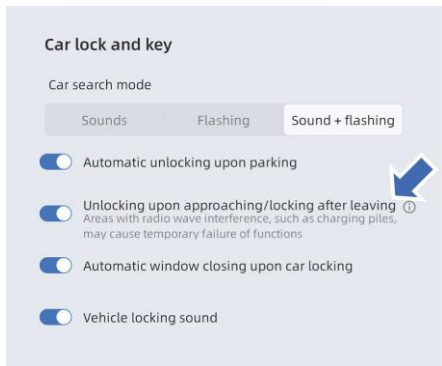 Car lock and key
Car search mode
Sounds Flashing Sound + flashing
Automatic unlocking upon parking
Unlocking upon approaching/locking after leaving
Areas with radio wave interference, such as charging piles,
may cause temporary failure of functions
Automatic window closing upon car locking
Vehicle locking sound